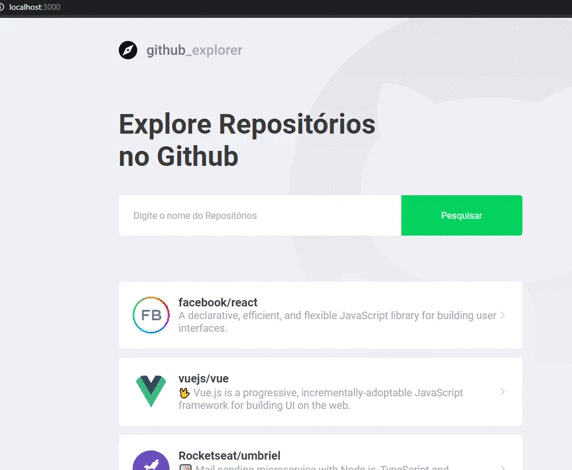 localhost:3000
github_explorer
Explore Repositórios
no Github
Digite o nome do Repositórios
Pesquisar
FB
facebook/react
A declarative, efficient, and flexible JavaScript library for building user
interfaces.
vuejs/vue
🖖 Vue.js is a progressive, incrementally-adoptable JavaScript
framework for building UI on the web.
Rocketseat/umbriel
Mail sending microservice with Node.js, TypeScript and